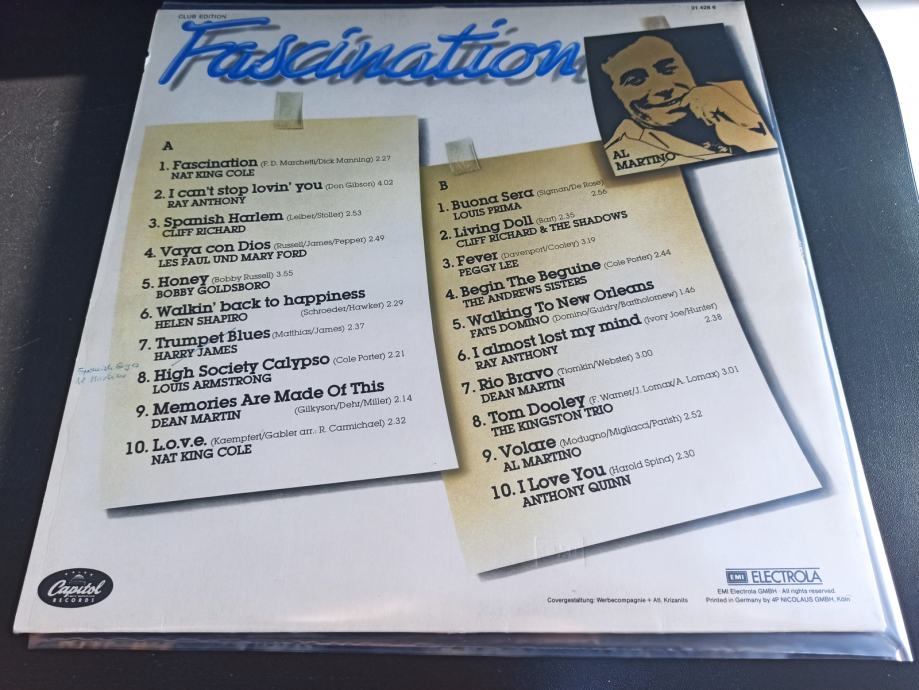 CLUB EDITION
31 428 6
Fascination
AL
MARTINO
A
1. Fascination (F. D. Marchetti/Dick Manning) 2.27
NAT KING COLE
2. I can't stop lovin' you (Don Gibson) 4.02
RAY ANTHONY
3. Spanish Harlem (Leiber/Stoller) 2.53
CLIFF RICHARD
4. Vaya con Dios (Russell/James/Pepper) 2.49
LES PAUL UND MARY FORD
5. Honey (Bobby Russell) 3.55
BOBBY GOLDSBORO
6. Walkin' back to happiness
HELEN SHAPIRO (Schroeder/Hawker) 2.29
7. Trumpet Blues (Matthias/James) 2.37
HARRY JAMES
8. High Society Calypso (Cole Porter) 2.21
LOUIS ARMSTRONG
9. Memories Are Made Of This
DEAN MARTIN (Gilkyson/Dehr/Miller) 2.14
10. L.o.v.e. (Kaempfert/Gabler arr.: R. Carmichael) 2.32
NAT KING COLE
B
1. Buona Sera (Sigman/De Rose)
LOUIS PRIMA 2.56
2. Living Doll (Bart) 2.35
CLIFF RICHARD & THE SHADOWS
3. Fever (Davenport/Cooley) 3.19
PEGGY LEE
4. Begin The Beguine (Cole Porter) 2.44
THE ANDREWS SISTERS
5. Walking To New Orleans
FATS DOMINO (Domino/Guidry/Bartholomew) 1.46
6. I almost lost my mind (Ivory Joe/Hunter)
RAY ANTHONY 2.38
7. Rio Bravo (Tiomkin/Webster) 3.00
DEAN MARTIN
8. Tom Dooley (F. Warner/J. Lomax/A. Lomax) 3.01
THE KINGSTON TRIO
9. Volare (Modugno/Migliacci/Parish) 2.52
AL MARTINO
10. I Love You (Harold Spina) 2.30
ANTHONY QUINN
Capitol
RECORDS
EMI ELECTROLA
EMI Electrola GMBH · All rights reserved.
Covergestaltung: Werbecompagnie + Atl. Krizanits
Printed in Germany by 4P NICOLAUS GMBH, Köln